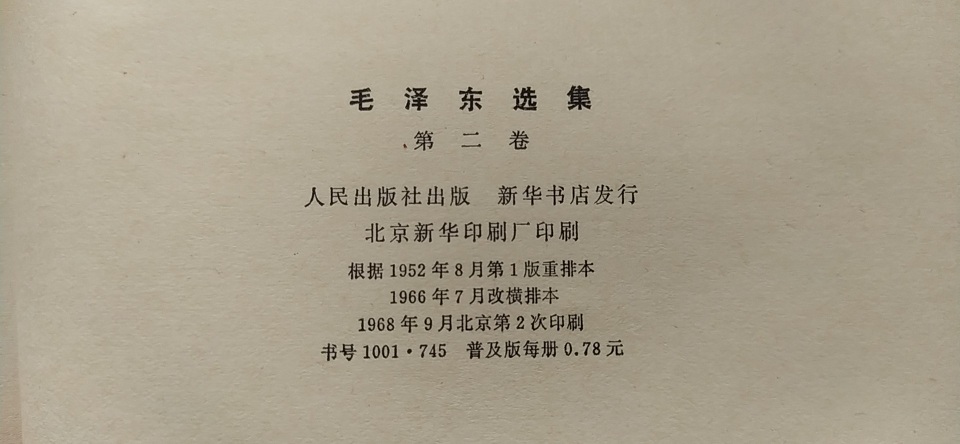 毛泽东选集
第二卷
人民出版社出版 新华书店发行
北京新华印刷厂印刷
根据1952年8月第1版重排本
1966年7月改横排本
1968年9月北京第2次印刷
书号1001·745 普及版每册0.78元